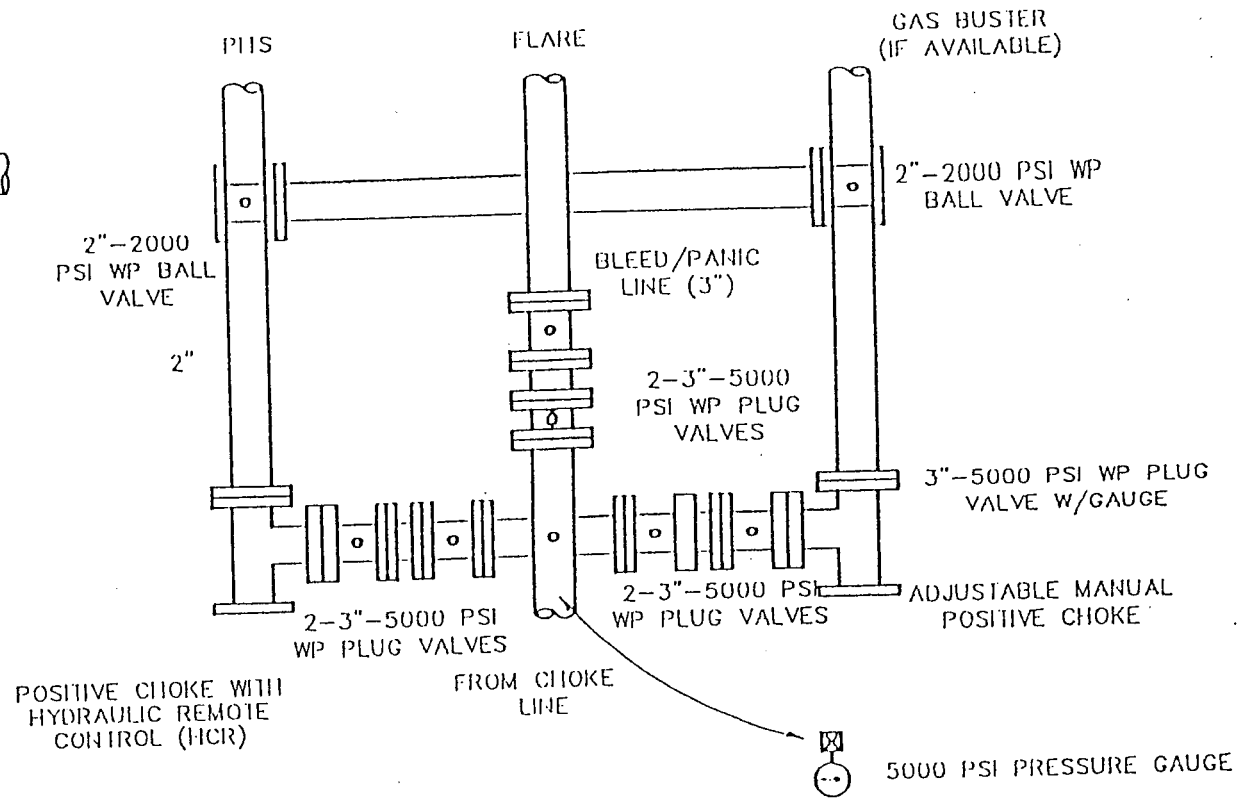 PITS
FLARE
GAS BUSTER
(IF AVAILABLE)
2"-2000 PSI WP
BALL VALVE
2"-2000
PSI WP BALL
VALVE
BLEED/PANIC
LINE (3")
2"
2-3"-5000
PSI WP PLUG
VALVES
3"-5000 PSI WP PLUG
VALVE W/GAUGE
2-3"-5000 PSI
WP PLUG VALVES
2-3"-5000 PSI
WP PLUG VALVES
ADJUSTABLE MANUAL
POSITIVE CHOKE
POSITIVE CHOKE WITH
HYDRAULIC REMOTE
CONTROL (HCR)
FROM CHOKE
LINE
5000 PSI PRESSURE GAUGE